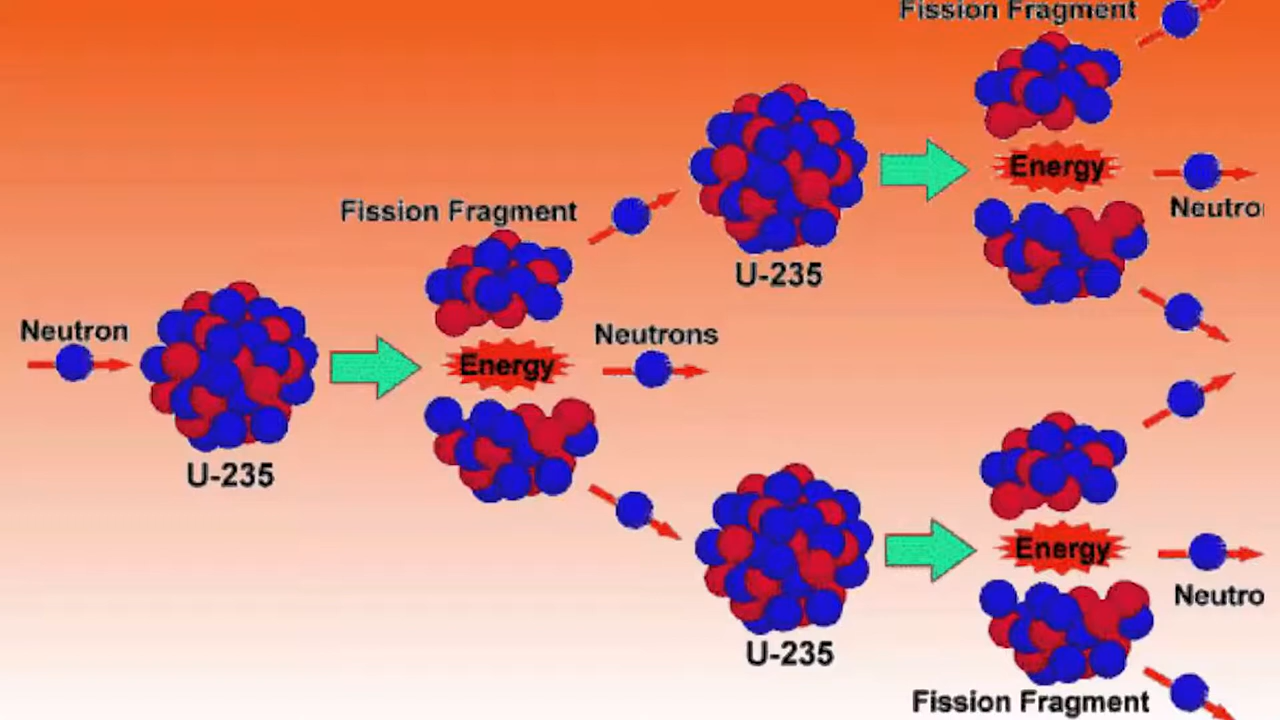 Fission Fragment
Energy
Neutro
U-235
Fission Fragment
Neutrons
Energy
Neutron
U-235
Energy
Neutro
U-235
Fission Fragment